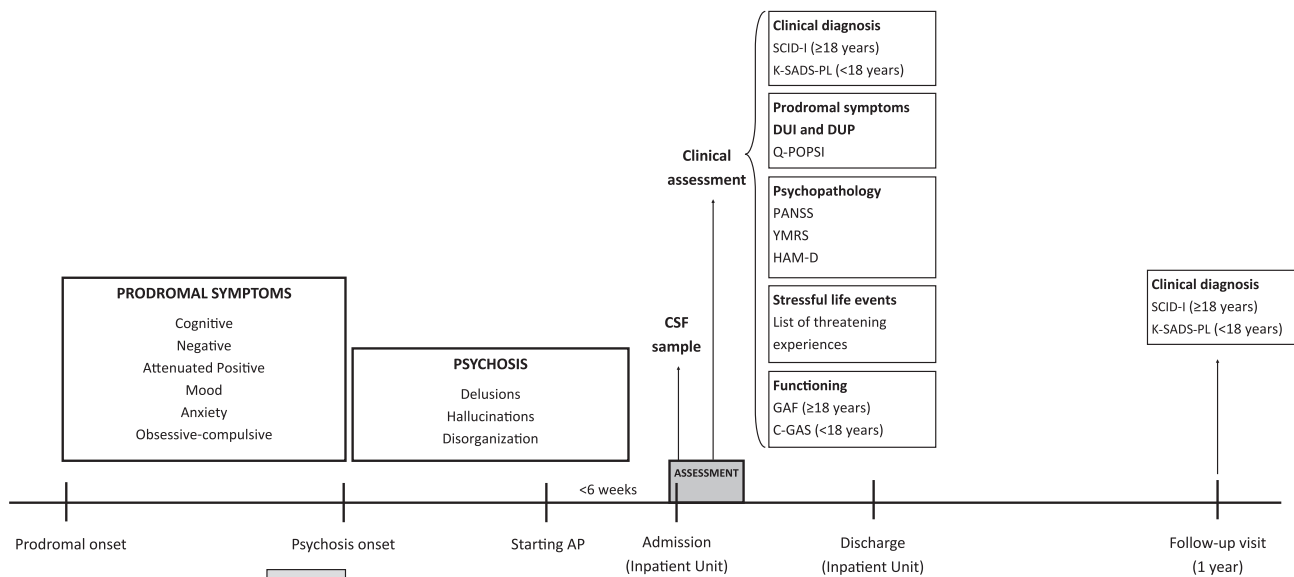 Clinical diagnosis
SCID-I (≥18 years)
K-SADS-PL (<18 years)
Prodromal symptoms
DUI and DUP
Q-POPSI
Clinical
assessment
Psychopathology
PANSS
YMRS
HAM-D
Stressful life events
List of threatening
experiences
Functioning
GAF (≥18 years)
C-GAS (<18 years)
PRODROMAL SYMPTOMS
Cognitive
Negative
Attenuated Positive
Mood
Anxiety
Obsessive-compulsive
PSYCHOSIS
Delusions
Hallucinations
Disorganization
CSF
sample
Clinical diagnosis
SCID-I (≥18 years)
K-SADS-PL (<18 years)
ASSESSMENT
<6 weeks
Prodromal onset
Psychosis onset
Starting AP
Admission
(Inpatient Unit)
Discharge
(Inpatient Unit)
Follow-up visit
(1 year)